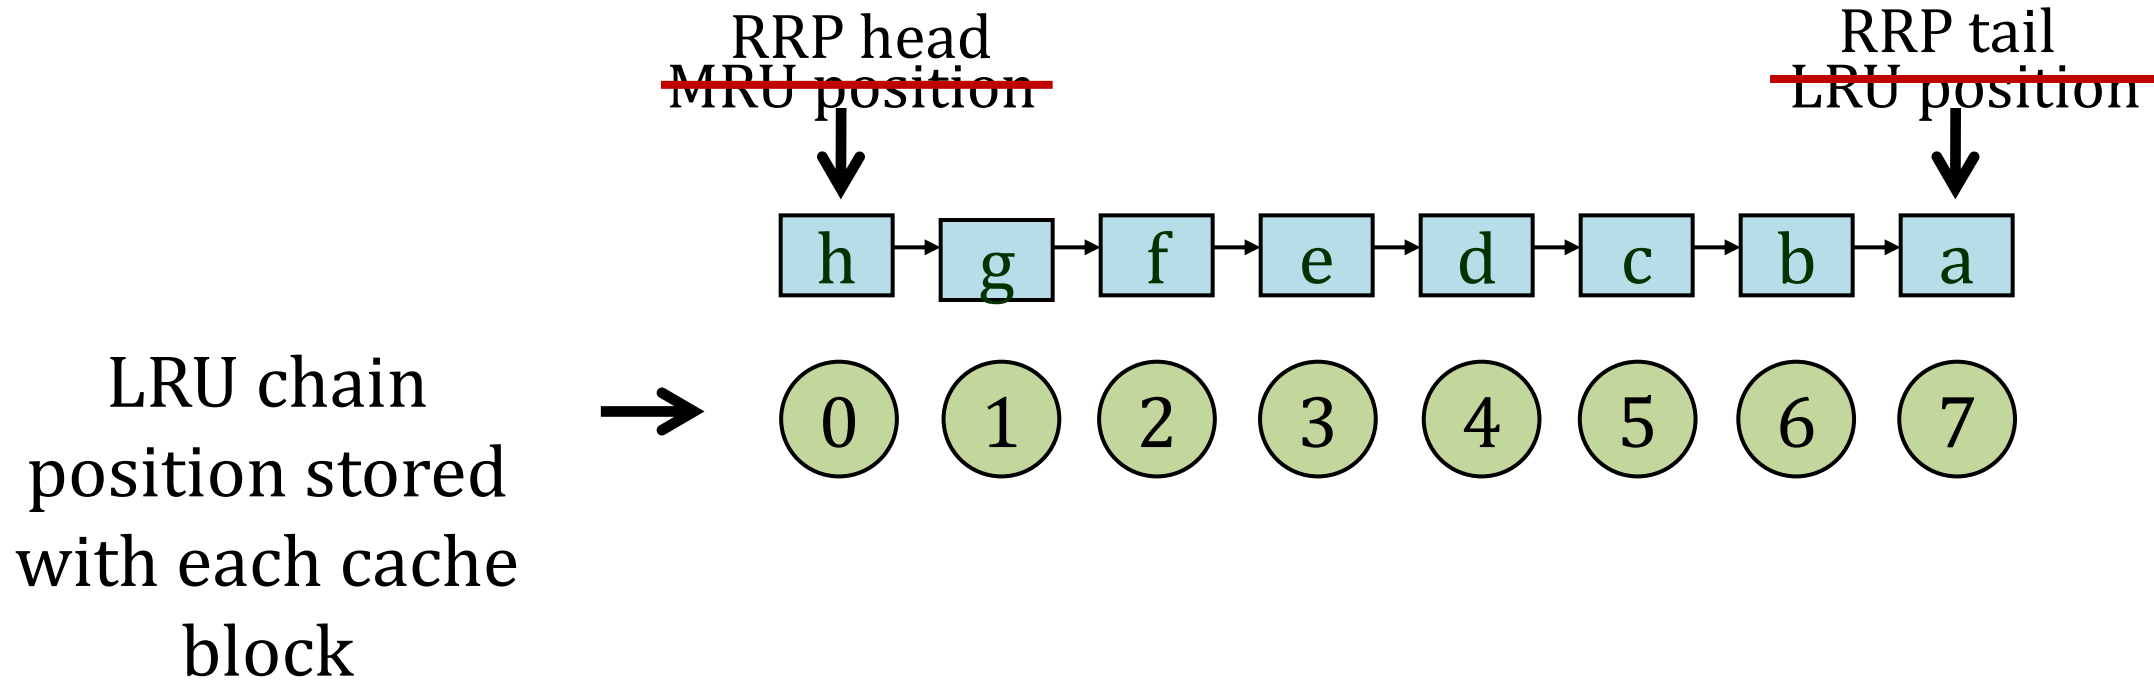 RRP head
MRU position
RRP tail
LRU position
h g f e d c b a
LRU chain
position stored
with each cache
block
0 1 2 3 4 5 6 7